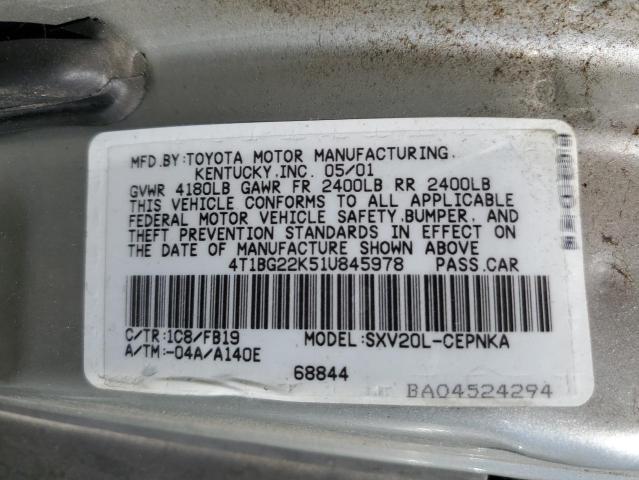 MFD.BY:TOYOTA MOTOR MANUFACTURING,
KENTUCKY,INC. 05/01
GVWR 4180LB GAWR FR 2400LB RR 2400LB
THIS VEHICLE CONFORMS TO ALL APPLICABLE
FEDERAL MOTOR VEHICLE SAFETY,BUMPER, AND
THEFT PREVENTION STANDARDS IN EFFECT ON
THE DATE OF MANUFACTURE SHOWN ABOVE
4T1BG22K51U845978 PASS.CAR
C/TR:1C8/FB19 MODEL:SXV20L-CEPNKA
A/TM:-04A/A140E
68844
BA04524294